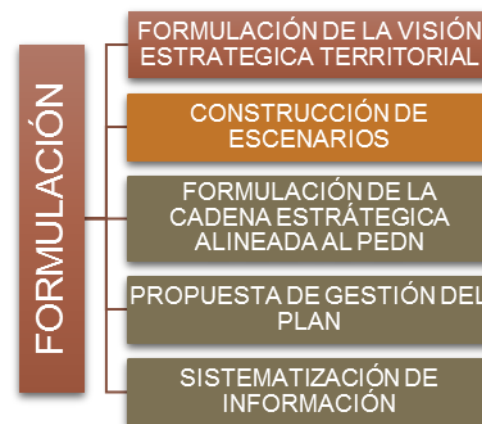 FORMULACIÓN
FORMULACIÓN DE LA VISIÓN
ESTRATEGICA TERRITORIAL
CONSTRUCCIÓN DE
ESCENARIOS
FORMULACIÓN DE LA
CADENA ESTRÁTEGICA
ALINEADA AL PEDN
PROPUESTA DE GESTIÓN DEL
PLAN
SISTEMATIZACIÓN DE
INFORMACIÓN